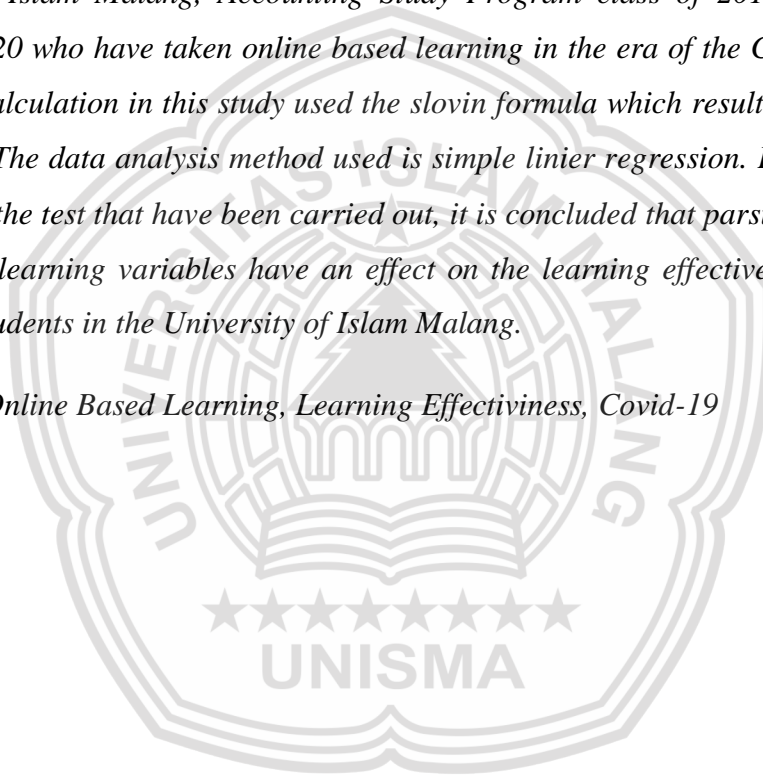 Islam Malang, Accounting Study Program class of 201
20 who have taken online based learning in the era of the C
alculation in this study used the slovin formula which result
The data analysis method used is simple linier regression.
the test that have been carried out, it is concluded that pars
learning variables have an effect on the learning effective
udents in the University of Islam Malang.
Online Based Learning, Learning Effectiviness, Covid-19
UNIVERSITAS ISLAM MALANG
UNISMA